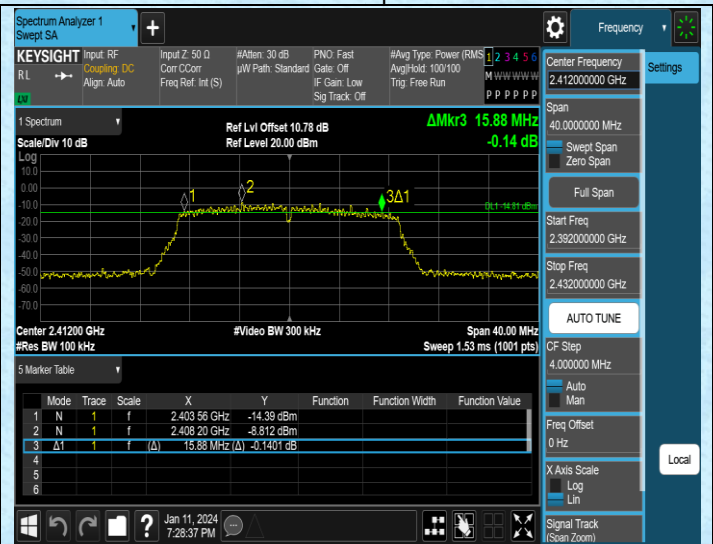 Spectrum Analyzer 1
Swept SA
+
Frequency
KEYSIGHT
Input: RF
Coupling: DC
Align: Auto
Input Z: 50 Ω
Corr CCorr
Freq Ref: Int (S)
#Atten: 30 dB
µW Path: Standard
PNO: Fast
Gate: Off
IF Gain: Low
Sig Track: Off
#Avg Type: Power (RMS
Avg|Hold: 100/100
Trig: Free Run
1 2 3 4 5 6
M W W W W W
P P P P P P
RL
LXI
1 Spectrum
Scale/Div 10 dB
Ref Lvl Offset 10.78 dB
Ref Level 20.00 dBm
ΔMkr3 15.88 MHz
-0.14 dB
Log
10.0
0.00
-10.0
-20.0
-30.0
-40.0
-50.0
-60.0
-70.0
1
2
3Δ1
DL1 -14.81 dBm
Center 2.41200 GHz
#Video BW 300 kHz
Span 40.00 MHz
#Res BW 100 kHz
Sweep 1.53 ms (1001 pts)
5 Marker Table
Mode Trace Scale X Y Function Function Width Function Value
1 N 1 f 2.403 56 GHz -14.39 dBm
2 N 1 f 2.408 20 GHz -8.812 dBm
3 Δ1 1 f (Δ) 15.88 MHz (Δ) -0.1401 dB
4
5
6
?
Jan 11, 2024
7:28:37 PM
Center Frequency
2.412000000 GHz
Settings
Span
40.0000000 MHz
Swept Span
Zero Span
Full Span
Start Freq
2.392000000 GHz
Stop Freq
2.432000000 GHz
AUTO TUNE
CF Step
4.000000 MHz
Auto
Man
Freq Offset
0 Hz
Local
X Axis Scale
Log
Lin
Signal Track
(Span Zoom)